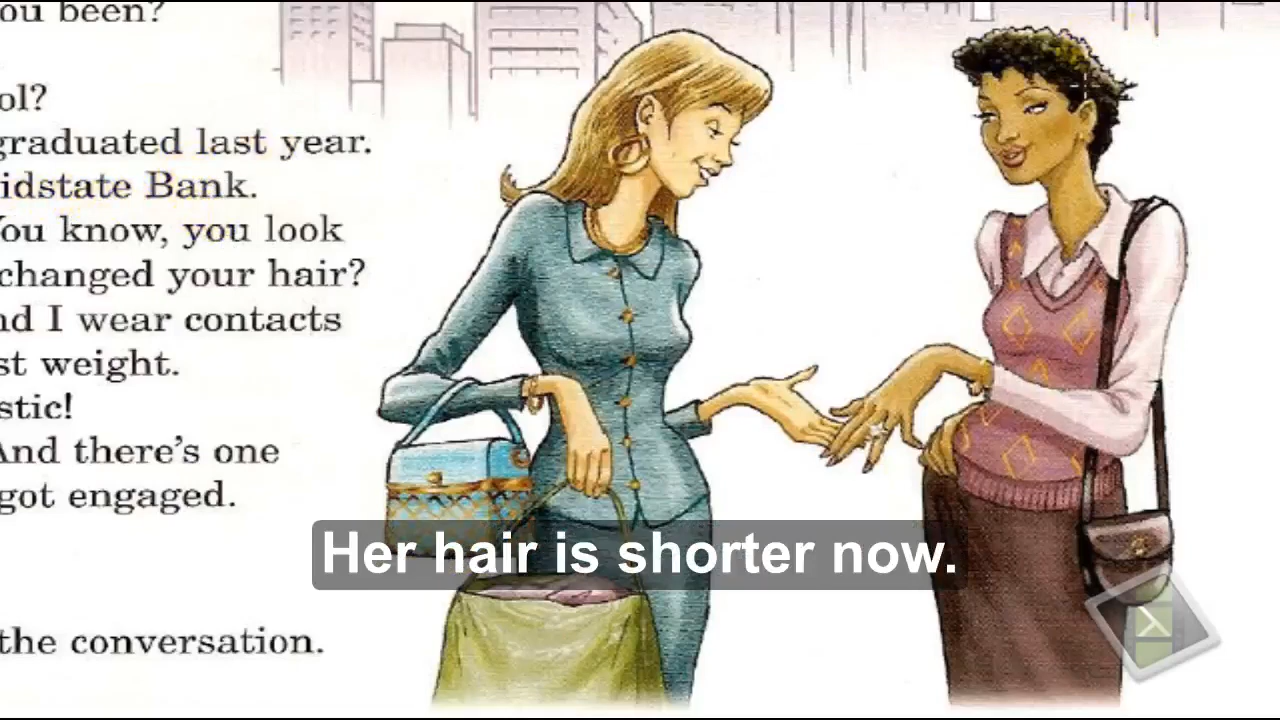 ou been?
ol?
graduated last year.
idstate Bank.
You know, you look
changed your hair?
nd I wear contacts
st weight.
stic!
And there's one
got engaged.
Her hair is shorter now.
the conversation.